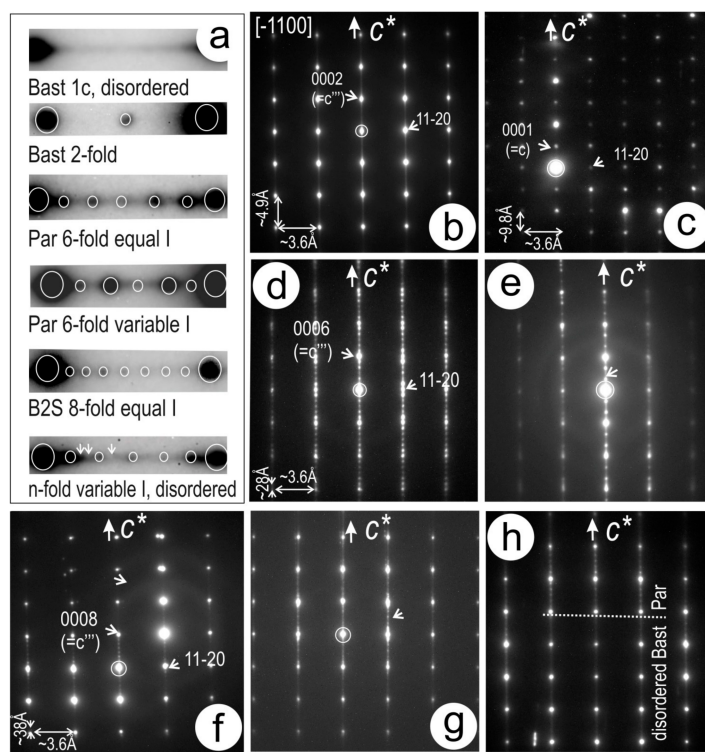 a
Bast 1c, disordered
Bast 2-fold
Par 6-fold equal I
Par 6-fold variable I
B2S 8-fold equal I
n-fold variable I, disordered
[-1100]
C*
0002
(=c''')
11-20
~4.9Å
~3.6Å
b
C*
0001
(=c)
11-20
~9.8Å
~3.6Å
c
d
C*
0006
(=c''')
11-20
~28Å
~3.6Å
C*
e
C*
0008
(=c''')
11-20
~38Å
~3.6Å
f
C*
g
h
C*
disordered Bast
Par